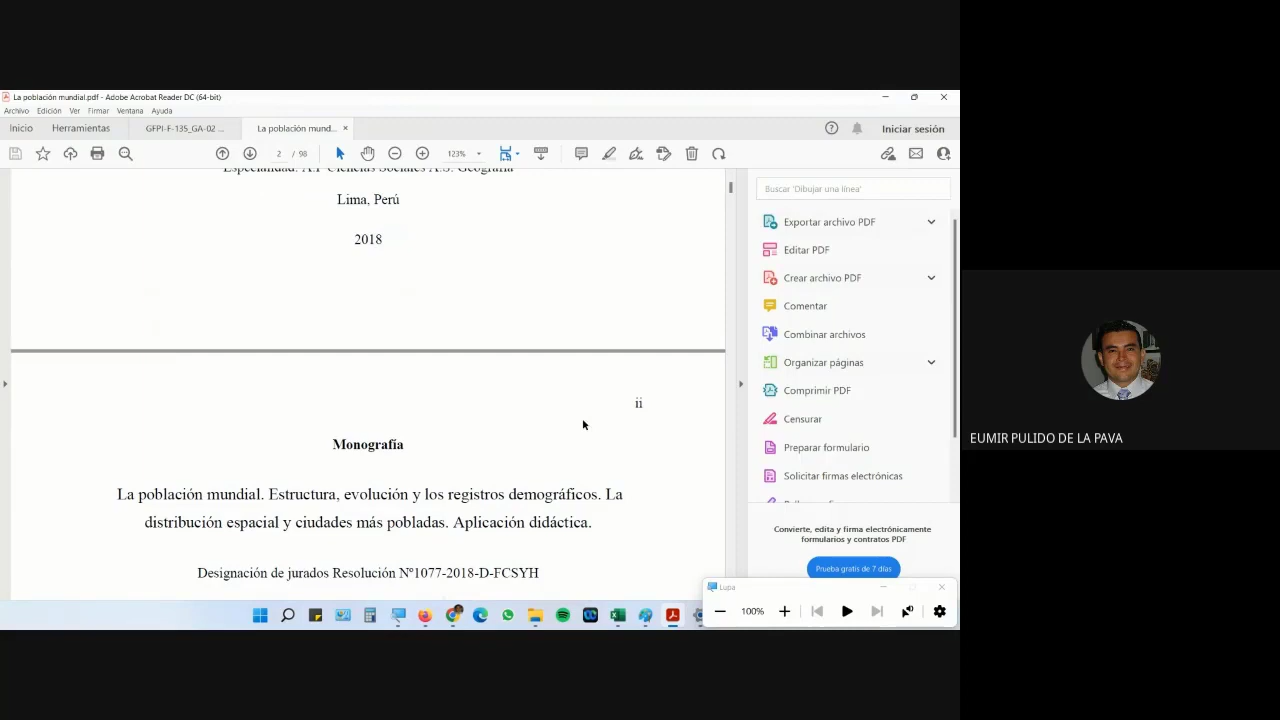 La población mundial.pdf - Adobe Acrobat Reader DC (64-bit)
Archivo Edición Ver Firmar Ventana Ayuda
Inicio Herramientas GFPI-F-135_GA-02 ... La población mund... × Iniciar sesión
2 / 98 123%
Especialidad: A.P Ciencias Sociales A.S. Geografía
Lima, Perú
2018
ii
Monografía
La población mundial. Estructura, evolución y los registros demográficos. La
distribución espacial y ciudades más pobladas. Aplicación didáctica.
Designación de jurados Resolución Nº1077-2018-D-FCSYH
Buscar 'Dibujar una línea'
Exportar archivo PDF
Editar PDF
Crear archivo PDF
Comentar
Combinar archivos
Organizar páginas
Comprimir PDF
Censurar
Preparar formulario
Solicitar firmas electrónicas
Convierte, edita y firma electrónicamente
formularios y contratos PDF
Prueba gratis de 7 días
Lupa
100%
EUMIR PULIDO DE LA PAVA